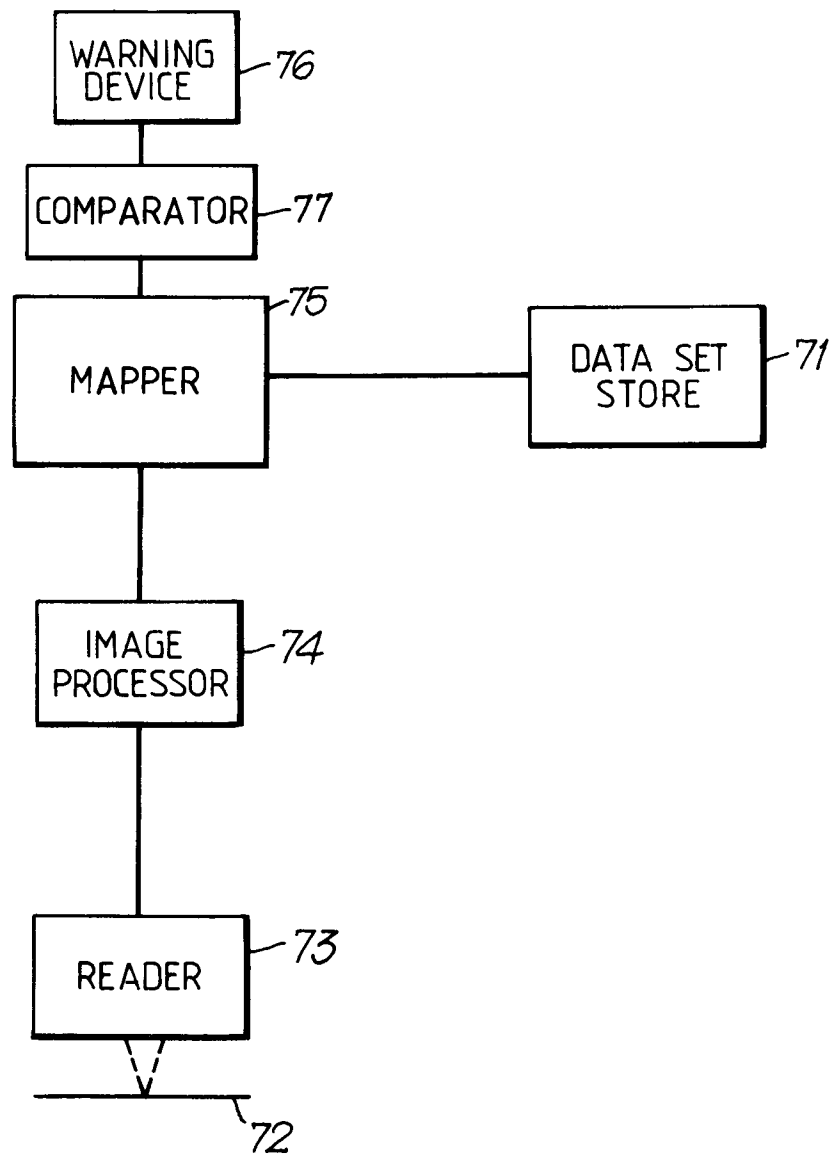 WARNING
DEVICE
76
COMPARATOR
77
75
MAPPER
DATA SET
STORE
71
IMAGE
PROCESSOR
74
READER
73
72